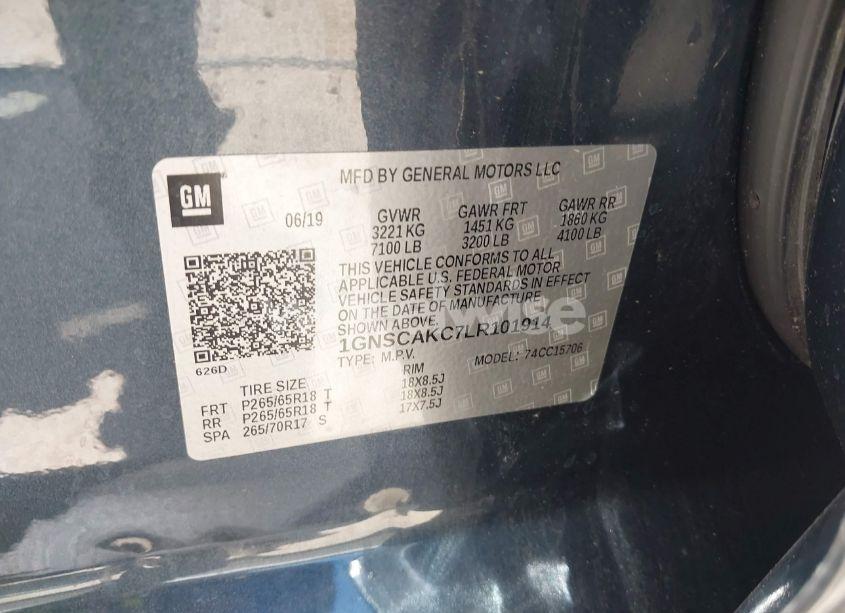 MFD BY GENERAL MOTORS LLC
GM
06/19
GVWR GAWR FRT GAWR RR
3221 KG 1451 KG 1860 KG
7100 LB 3200 LB 4100 LB
THIS VEHICLE CONFORMS TO ALL
APPLICABLE U.S. FEDERAL MOTOR
VEHICLE SAFETY STANDARDS IN EFFECT
ON THE DATE OF MANUFACTURE
SHOWN ABOVE.
1GNSCAKC7LR101914
TYPE: M.P.V. MODEL: 74CC15706
626D
TIRE SIZE RIM
FRT P265/65R18 T 18X8.5J
RR P265/65R18 T 18X8.5J
SPA 265/70R17 S 17X7.5J